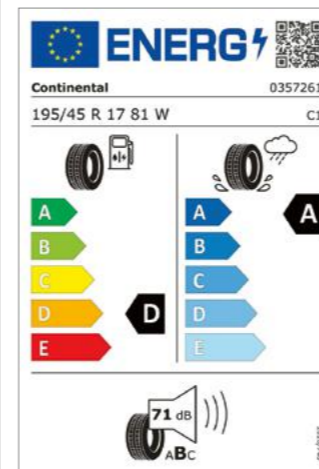 ENERG
Continental 0357261
195/45 R 17 81 W C1
A A A
B B
C C
D D D
E E
71 dB
ABC